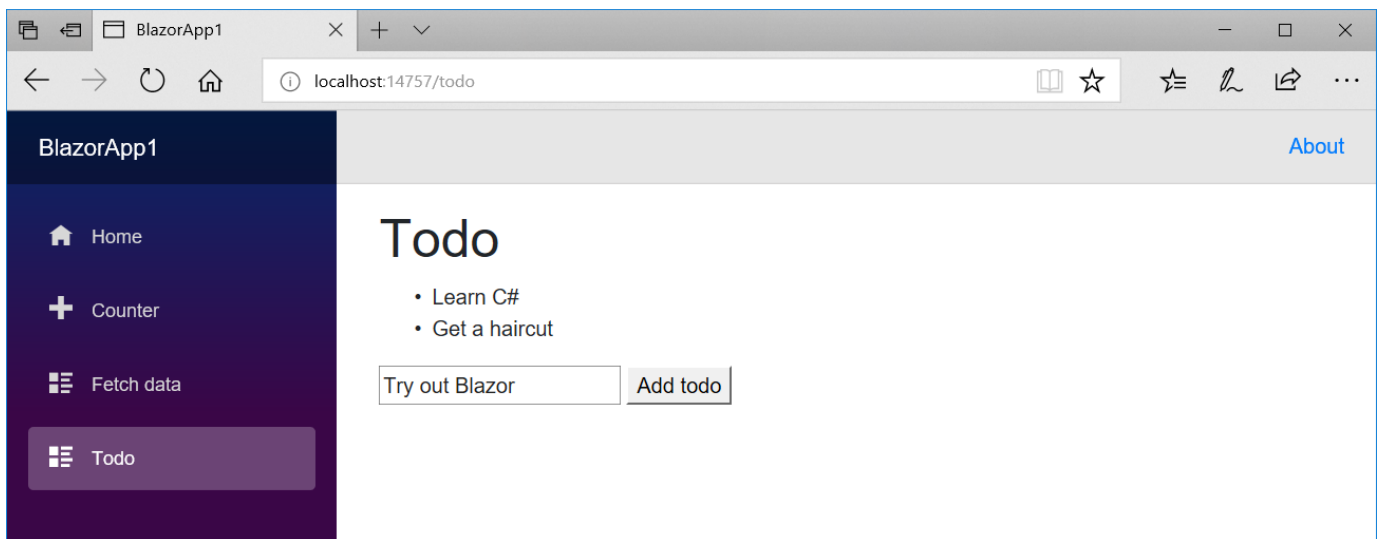 BlazorApp1
localhost:14757/todo
BlazorApp1
About
Home
Counter
Fetch data
Todo
Todo
• Learn C#
• Get a haircut
Try out Blazor Add todo